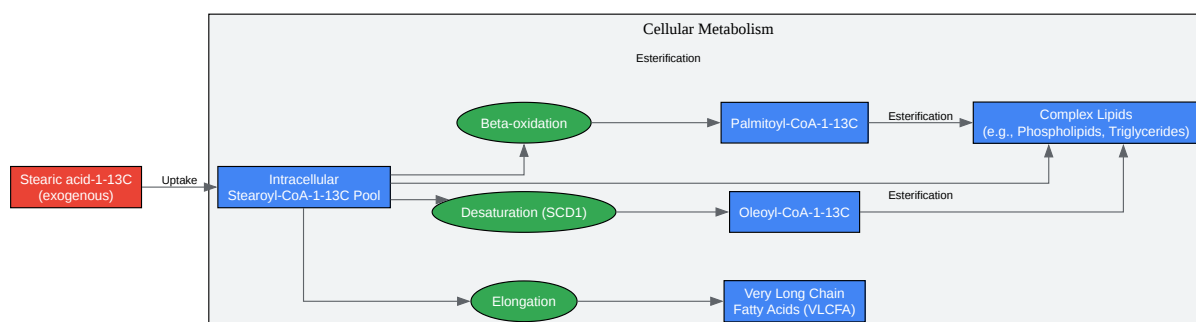 Cellular Metabolism
Esterification
Beta-oxidation
Palmitoyl-CoA-1-13C
Esterification
Complex Lipids
(e.g., Phospholipids, Triglycerides)
Stearic acid-1-13C
(exogenous)
Uptake
Intracellular
Stearoyl-CoA-1-13C Pool
Desaturation (SCD1)
Oleoyl-CoA-1-13C
Esterification
Elongation
Very Long Chain
Fatty Acids (VLCFA)